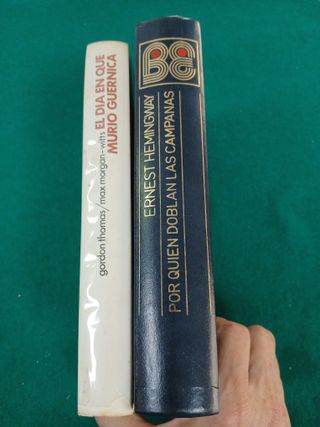 EL DIA EN QUE
MURIO GUERNICA
gordon thomas/max morgan-witts
ERNEST HEMINGWAY
POR QUIEN DOBLAN LAS CAMPANAS